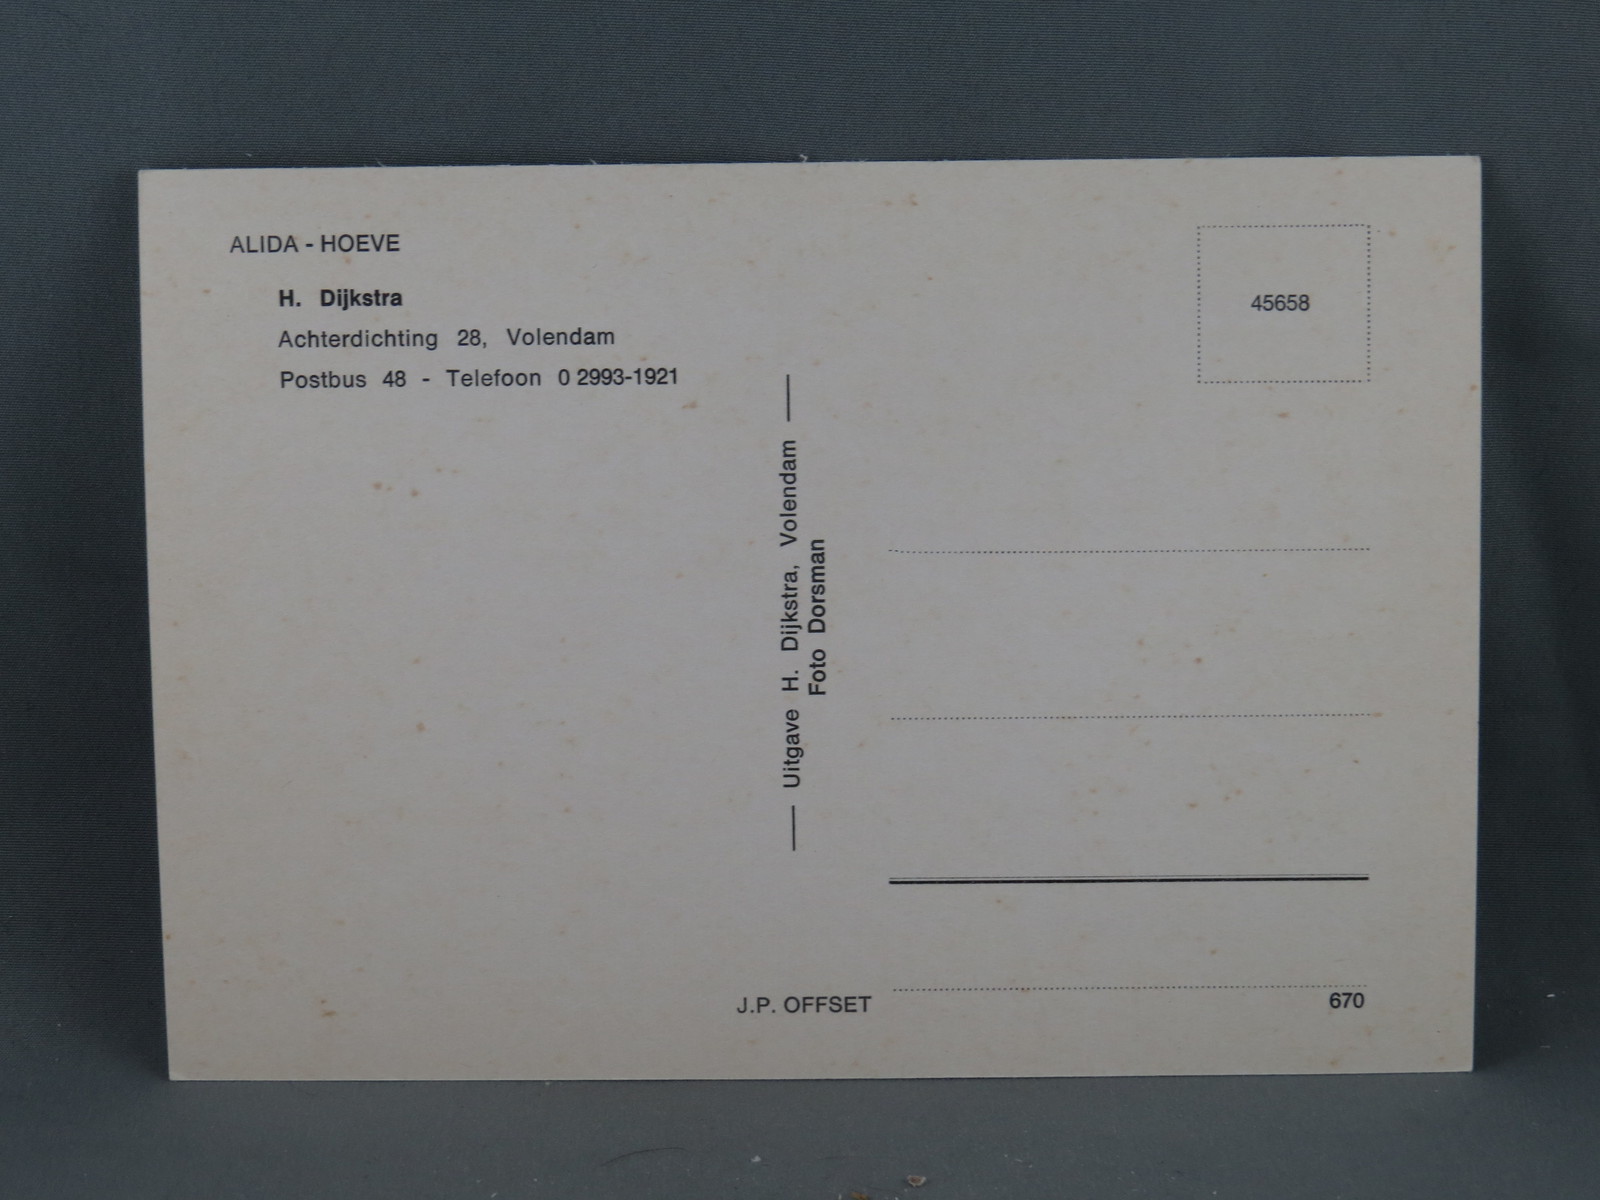 ALIDA - HOEVE
H. Dijkstra
Achterdichting 28, Volendam
Postbus 48 - Telefoon 0 2993-1921
45658
Uitgave H. Dijkstra, Volendam
Foto Dorsman
J.P. OFFSET
670